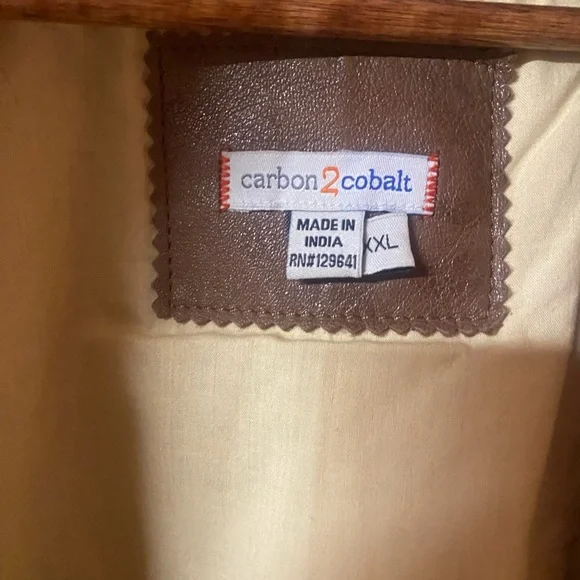 carbon2cobalt
MADE IN
INDIA
RN#129641
XXL